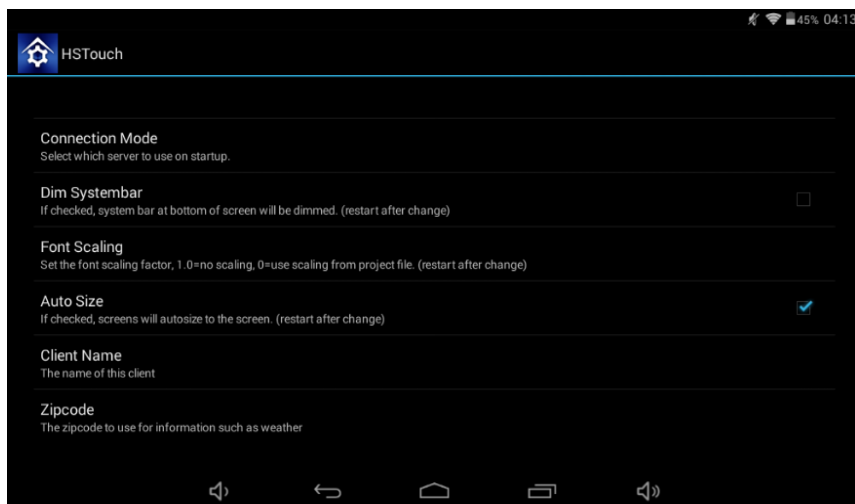 45% 04:13
HSTouch
Connection Mode
Select which server to use on startup.
Dim Systembar
If checked, system bar at bottom of screen will be dimmed. (restart after change)
Font Scaling
Set the font scaling factor, 1.0=no scaling, 0=use scaling from project file. (restart after change)
Auto Size
If checked, screens will autosize to the screen. (restart after change)
Client Name
The name of this client
Zipcode
The zipcode to use for information such as weather